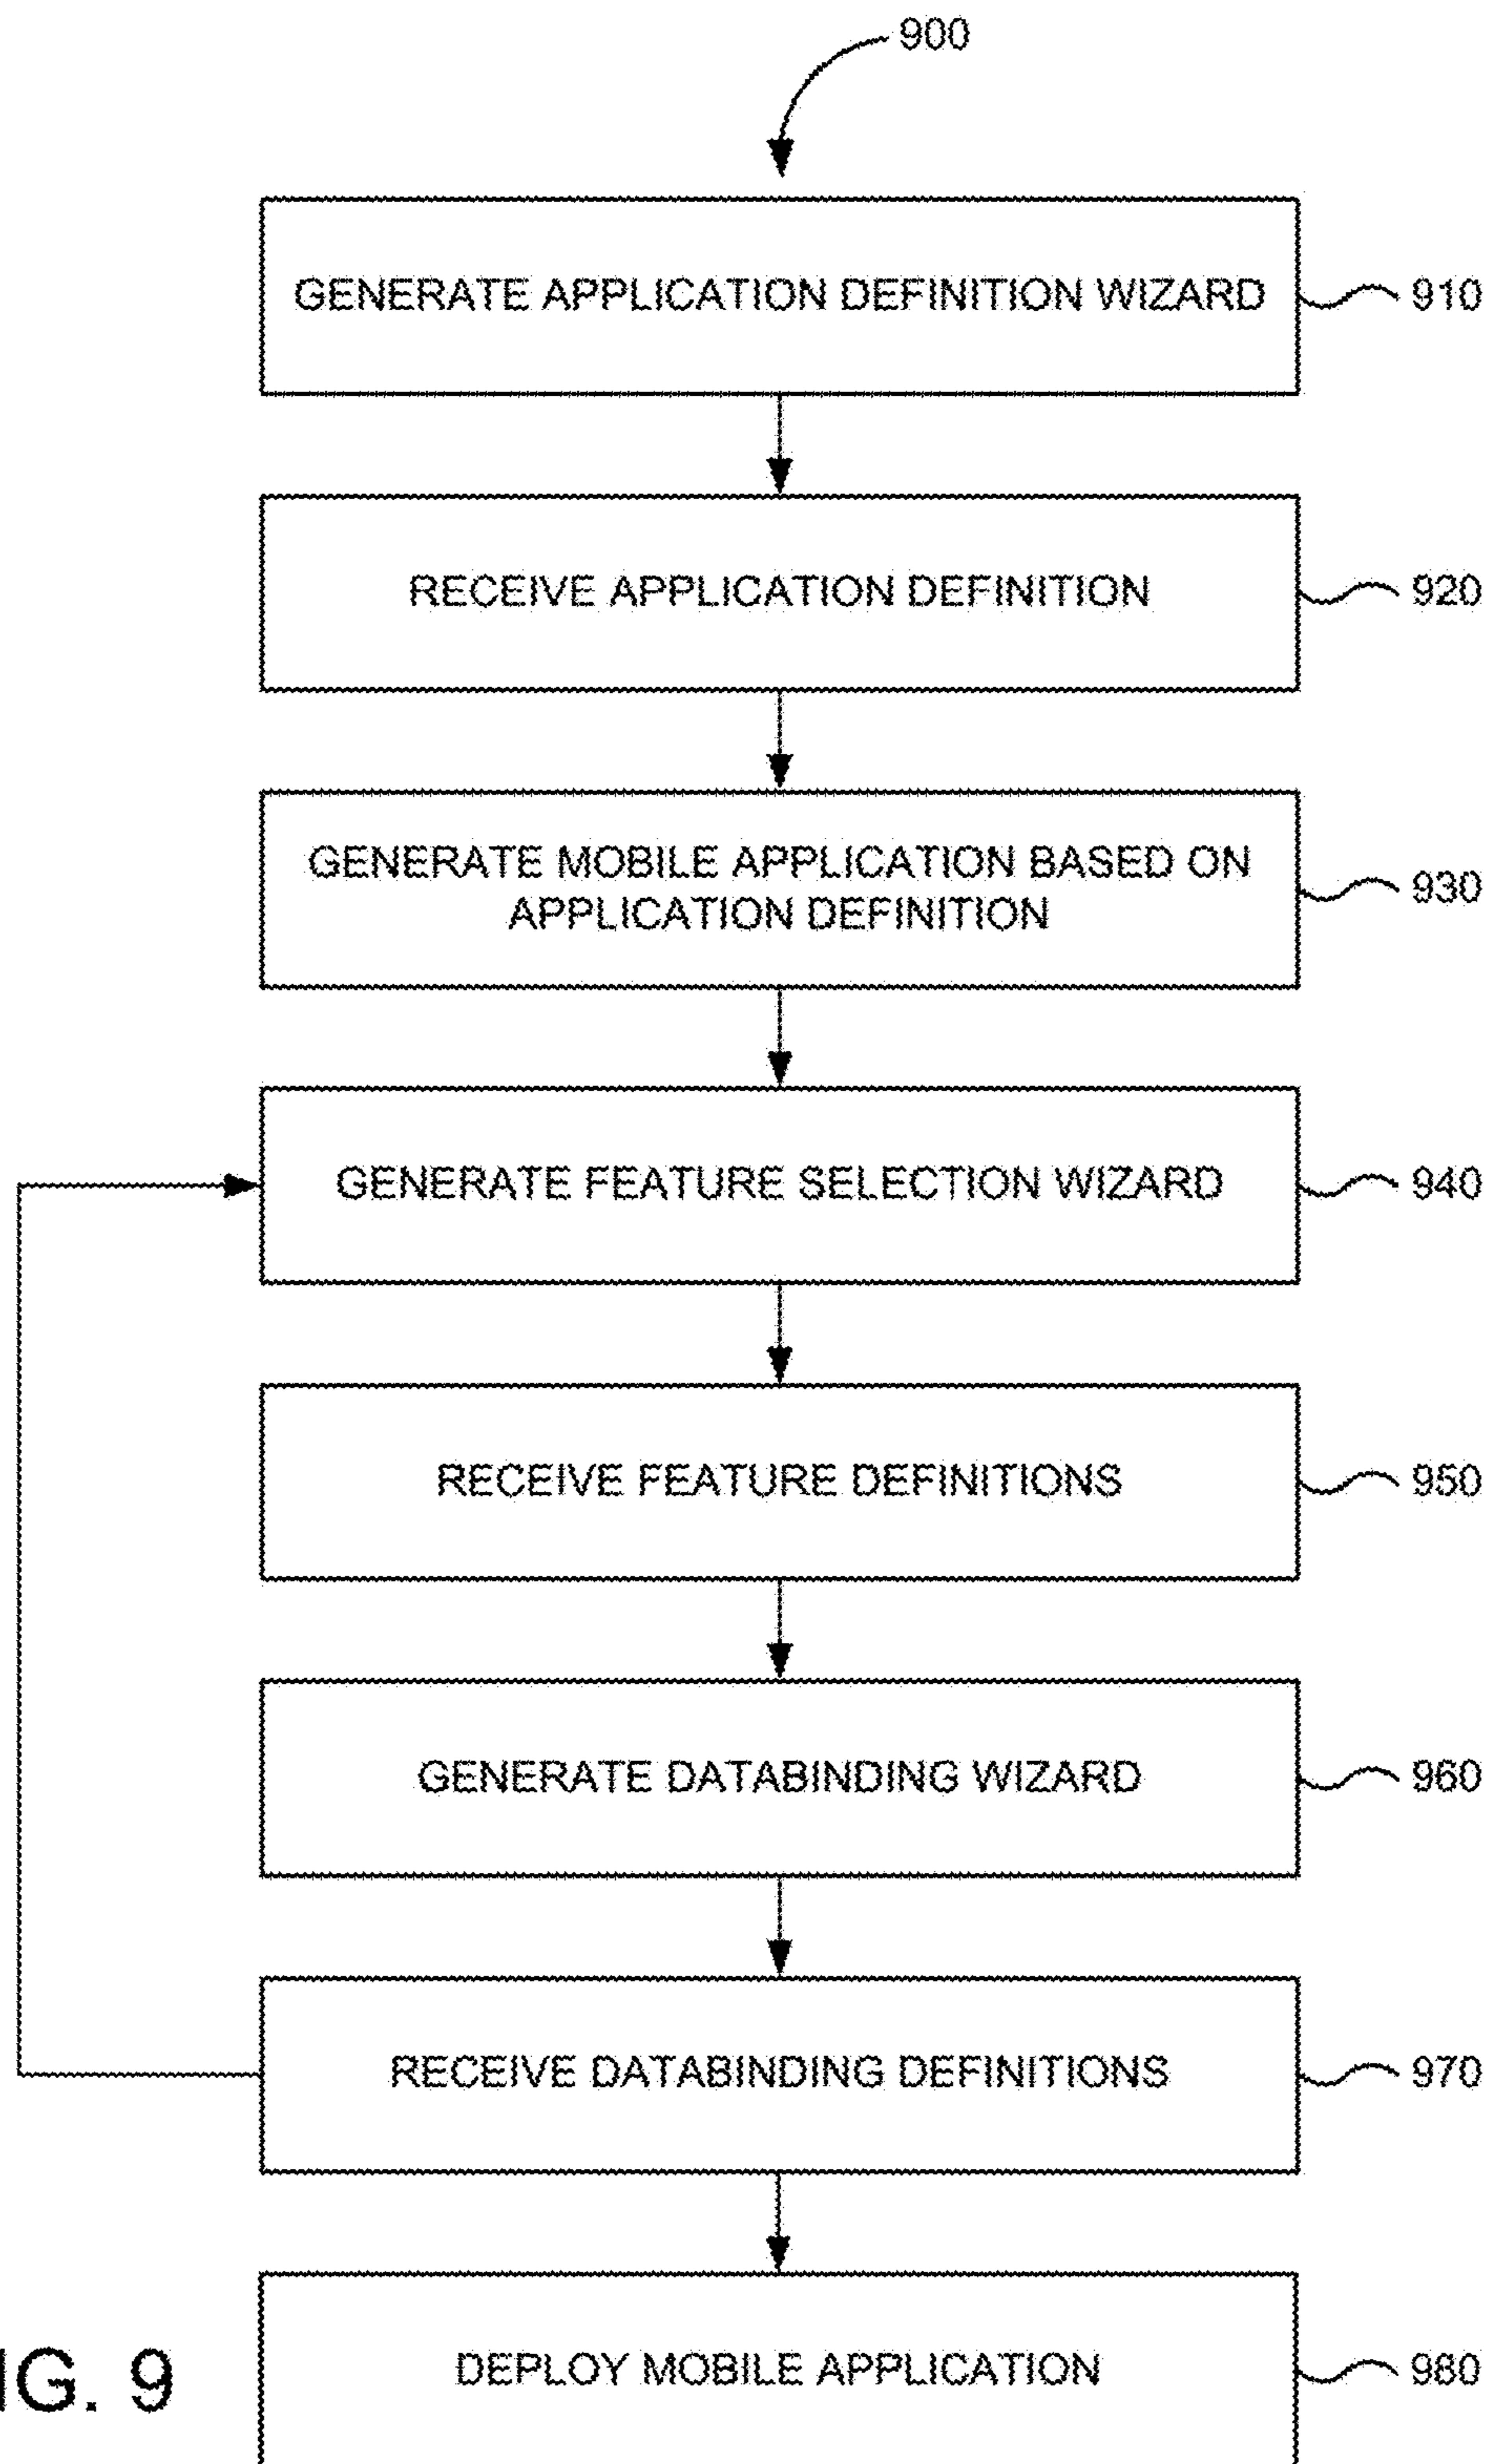 900
GENERATE APPLICATION DEFINITION WIZARD
910
RECEIVE APPLICATION DEFINITION
920
GENERATE MOBILE APPLICATION BASED ON
APPLICATION DEFINITION
930
GENERATE FEATURE SELECTION WIZARD
940
RECEIVE FEATURE DEFINITIONS
950
GENERATE DATABINDING WIZARD
960
RECEIVE DATABINDING DEFINITIONS
970
DEPLOY MOBILE APPLICATION
980
IG. 9